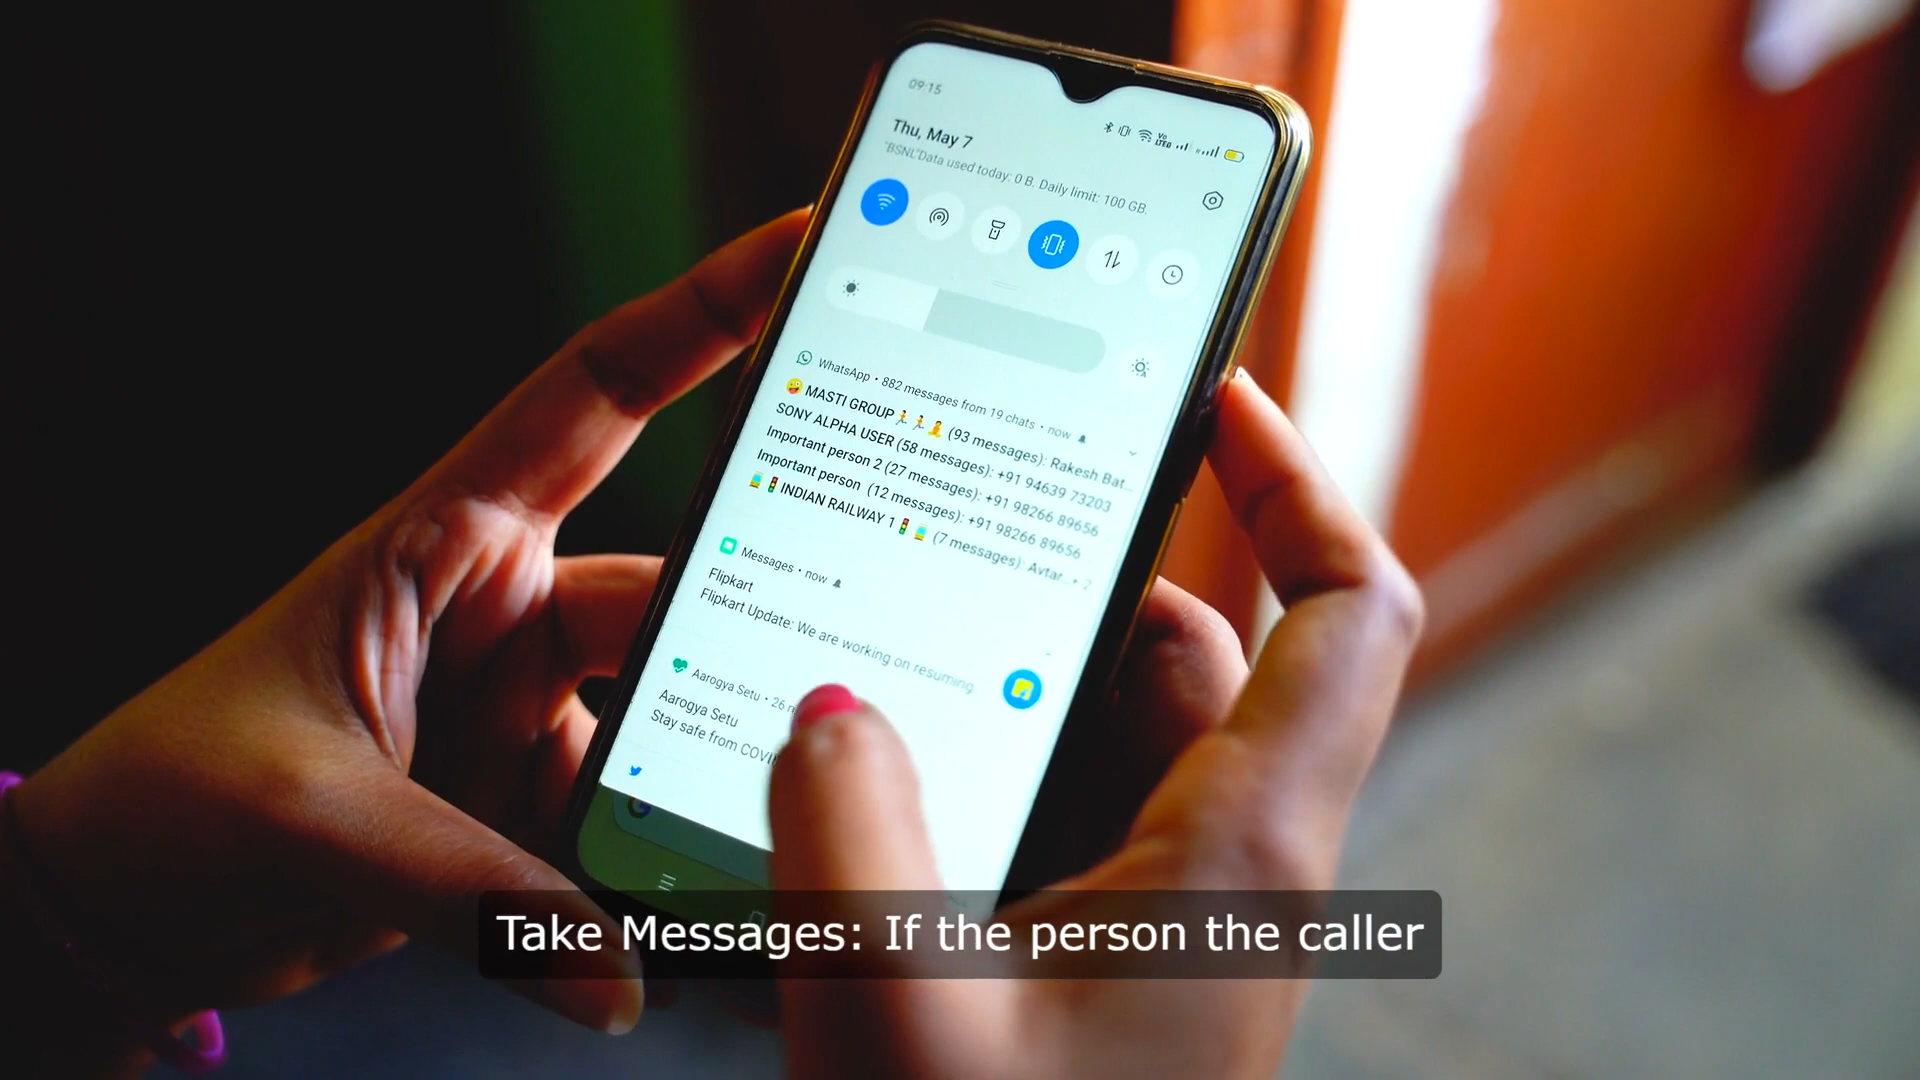 09:15
Vo
LTE
Thu, May 7
"BSNL"Data used today: 0 B. Daily limit: 100 GB.
WhatsApp • 882 messages from 19 chats • now
🤪 MASTI GROUP🏃🏃🧘 (93 messages): Rakesh Bat...
SONY ALPHA USER (58 messages): +91 94639 73203
Important person 2 (27 messages): +91 98266 89656
Important person (12 messages): +91 98266 89656
🚊🚦INDIAN RAILWAY 1🚦🚊 (7 messages): Avtar...
+ 2
Messages • now
Flipkart
Flipkart Update: We are working on resuming
Aarogya Setu • 26
Aarogya Setu
Stay safe from
Take Messages: If the person the caller